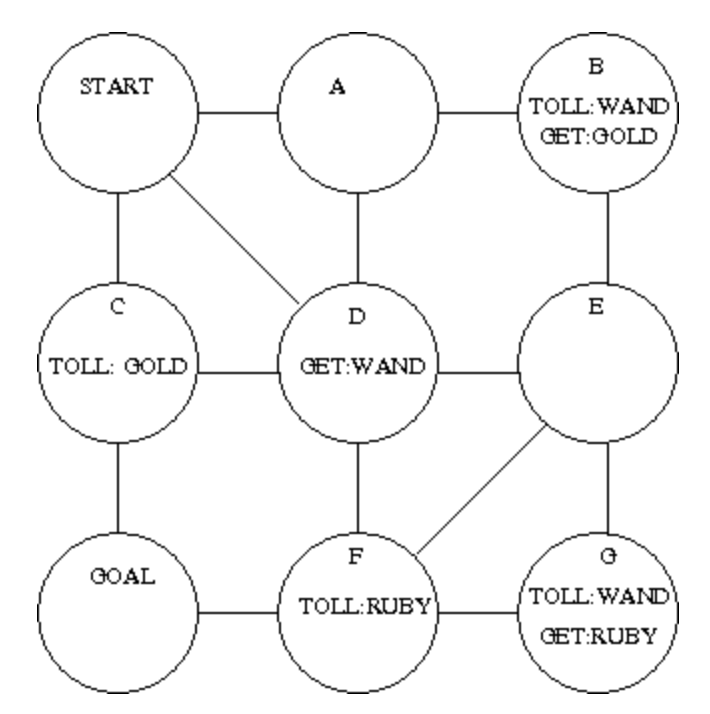 START
A
B
TOLL:WAND
GET:GOLD
C
TOLL: GOLD
D
GET:WAND
E
GOAL
F
TOLL:RUBY
G
TOLL:WAND
GET:RUBY